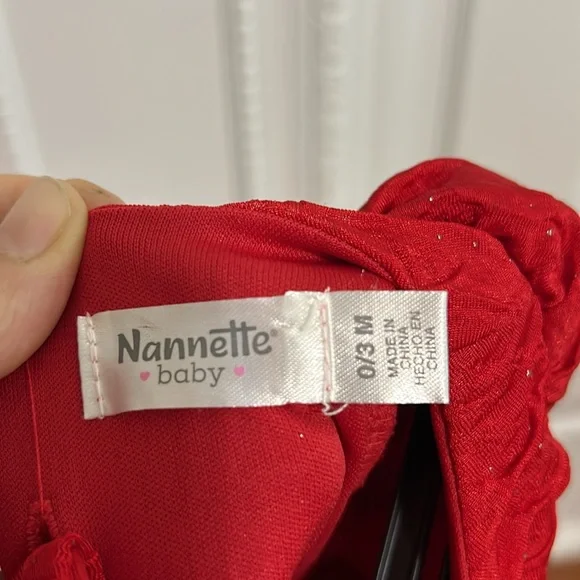 Nannette
baby
0/3 M
MADE IN
CHINA
HECHO EN
CHINA